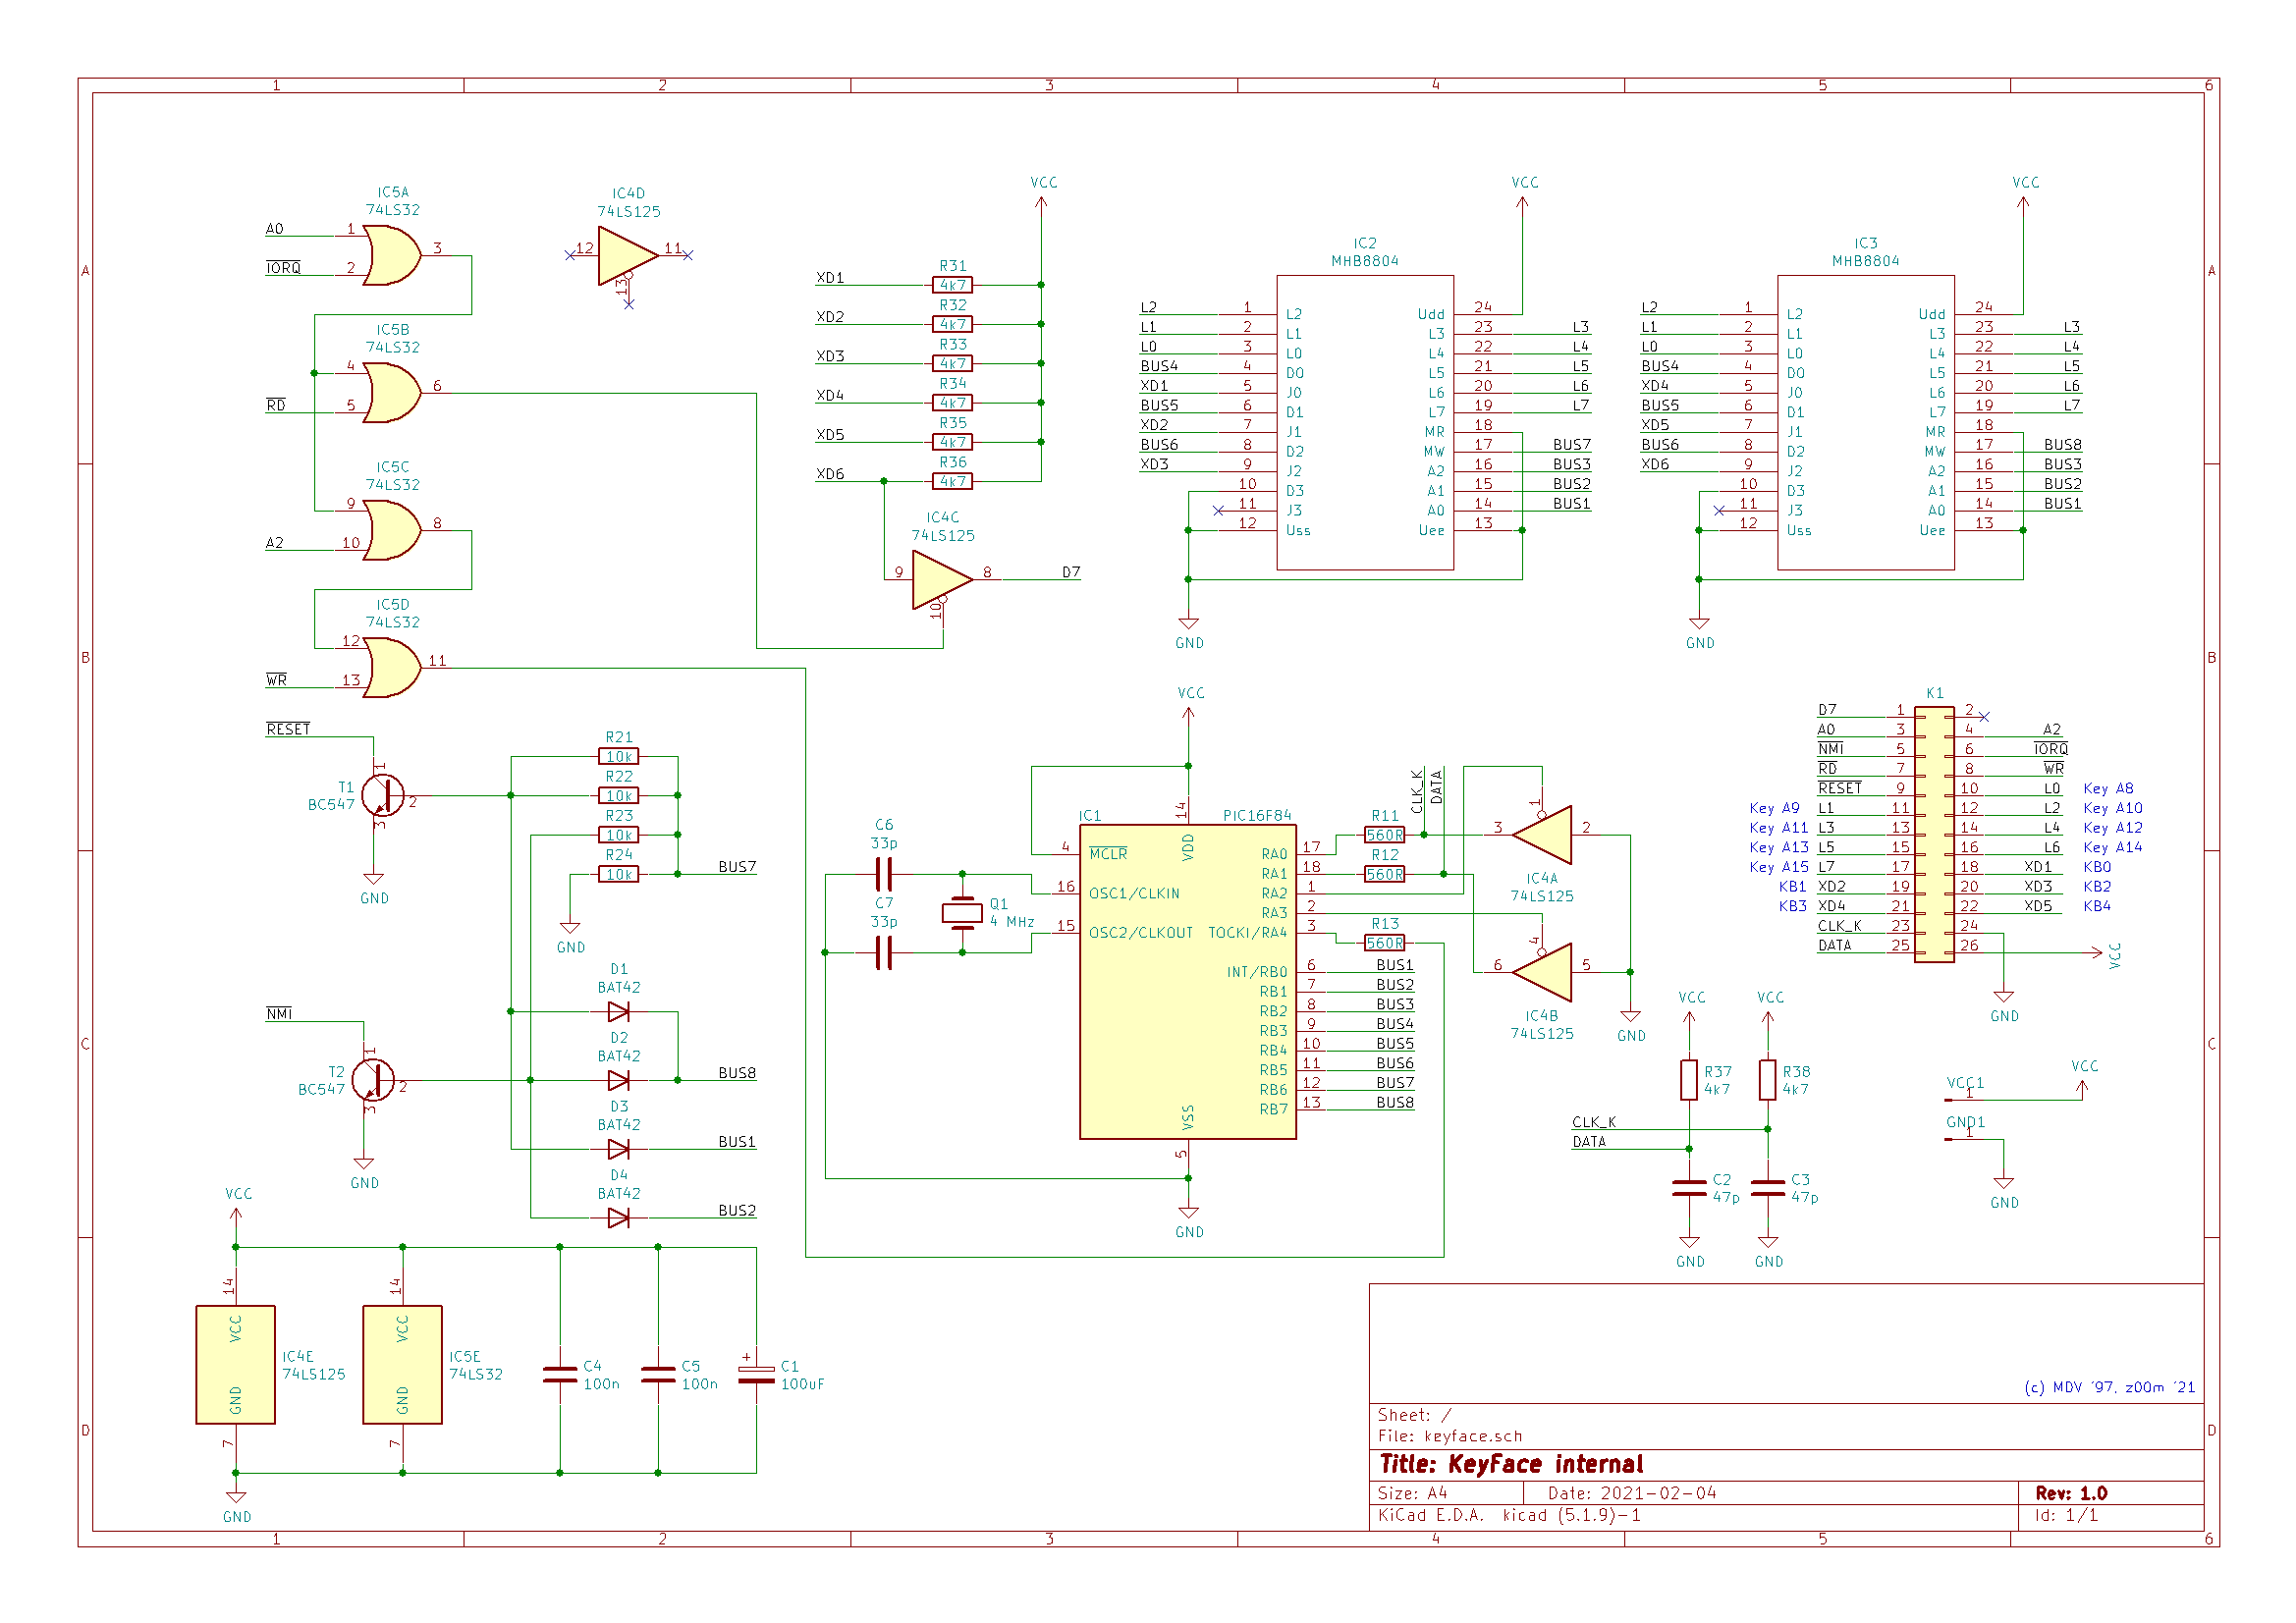 1 2 3 4 5 6
A
B
C
D
A
B
C
D
1 2 3 4 5 6
IC5A
74LS32
A0 1
IORQ 2
3
IC5B
74LS32
4
RD 5
6
IC5C
74LS32
9
A2 10
8
IC5D
74LS32
12
WR 13
11
IC4D
74LS125
12 11
13
VCC
XD1 R31 4k7
XD2 R32 4k7
XD3 R33 4k7
XD4 R34 4k7
XD5 R35 4k7
XD6 R36 4k7
IC4C
74LS125
9 8 D7
10
VCC
IC2
MHB8804
L2 1 L2 Udd 24
L1 2 L1 L3 23 L3
L0 3 L0 L4 22 L4
BUS4 4 D0 L5 21 L5
XD1 5 J0 L6 20 L6
BUS5 6 D1 L7 19 L7
XD2 7 J1 MR 18
BUS6 8 D2 MW 17 BUS7
XD3 9 J2 A2 16 BUS3
10 D3 A1 15 BUS2
11 J3 A0 14 BUS1
12 Uss Uee 13
GND
VCC
IC3
MHB8804
L2 1 L2 Udd 24
L1 2 L1 L3 23 L3
L0 3 L0 L4 22 L4
BUS4 4 D0 L5 21 L5
XD4 5 J0 L6 20 L6
BUS5 6 D1 L7 19 L7
XD5 7 J1 MR 18
BUS6 8 D2 MW 17 BUS8
XD6 9 J2 A2 16 BUS3
10 D3 A1 15 BUS2
11 J3 A0 14 BUS1
12 Uss Uee 13
GND
RESET
T1
BC547
1
2
3
GND
R21
10k
R22
10k
R23
10k
R24
10k
BUS7
GND
NMI
T2
BC547
1
2
3
GND
D1
BAT42
D2
BAT42
BUS8
D3
BAT42
BUS1
D4
BAT42
BUS2
C6
33p
C7
33p
Q1
4 MHz
VCC
IC1 PIC16F84
14
VDD
4 MCLR
16 OSC1/CLKIN
15 OSC2/CLKOUT
RA0 17
RA1 18
RA2 1
RA3 2
TOCKI/RA4 3
INT/RB0 6 BUS1
RB1 7 BUS2
RB2 8 BUS3
RB3 9 BUS4
RB4 10 BUS5
RB5 11 BUS6
RB6 12 BUS7
RB7 13 BUS8
VSS
5
GND
CLK_K
DATA
R11
560R
R12
560R
R13
560R
1
3 2
IC4A
74LS125
4
6 5
IC4B
74LS125
GND
K1
D7 1 2
A0 3 4 A2
NMI 5 6 IORQ
RD 7 8 WR
RESET 9 10 L0 Key A8
Key A9 L1 11 12 L2 Key A10
Key A11 L3 13 14 L4 Key A12
Key A13 L5 15 16 L6 Key A14
Key A15 L7 17 18 XD1 KB0
KB1 XD2 19 20 XD3 KB2
KB3 XD4 21 22 XD5 KB4
CLK_K 23 24
DATA 25 26 VCC
GND
VCC VCC
R37
4k7
R38
4k7
CLK_K
DATA
C2
47p
C3
47p
GND GND
VCC
VCC1
1
GND1
1
GND
VCC
14
VCC
GND
7
IC4E
74LS125
14
VCC
GND
7
IC5E
74LS32
C4
100n
C5
100n
+
C1
100uF
GND
(c) MDV '97, z00m '21
Sheet: /
File: keyface.sch
Title: KeyFace internal
Size: A4 Date: 2021-02-04 Rev: 1.0
KiCad E.D.A. kicad (5.1.9)-1 Id: 1/1